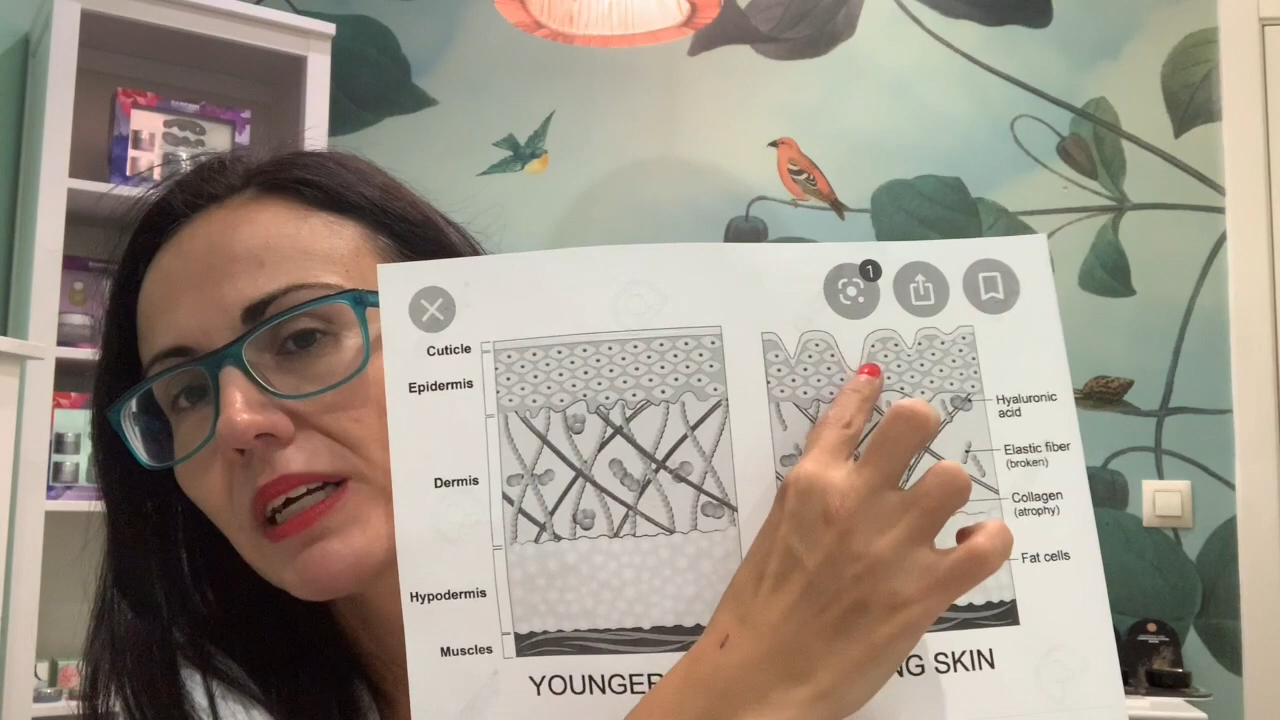 1
Cuticle
Epidermis
Dermis
Hypodermis
Muscles
Hyaluronic
acid
Elastic fiber
(broken)
Collagen
(atrophy)
Fat cells
YOUNGER
NG SKIN